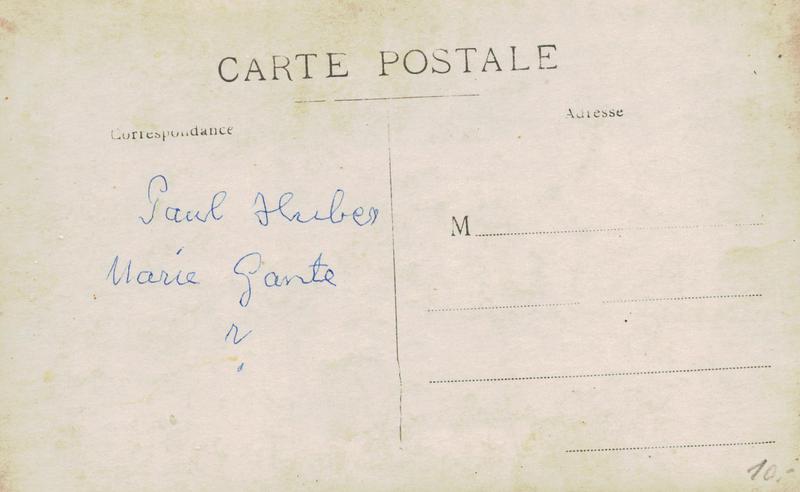 CARTE POSTALE
Correspondance
Adresse
Paul Huber
Marie Gante
?
M
10.-